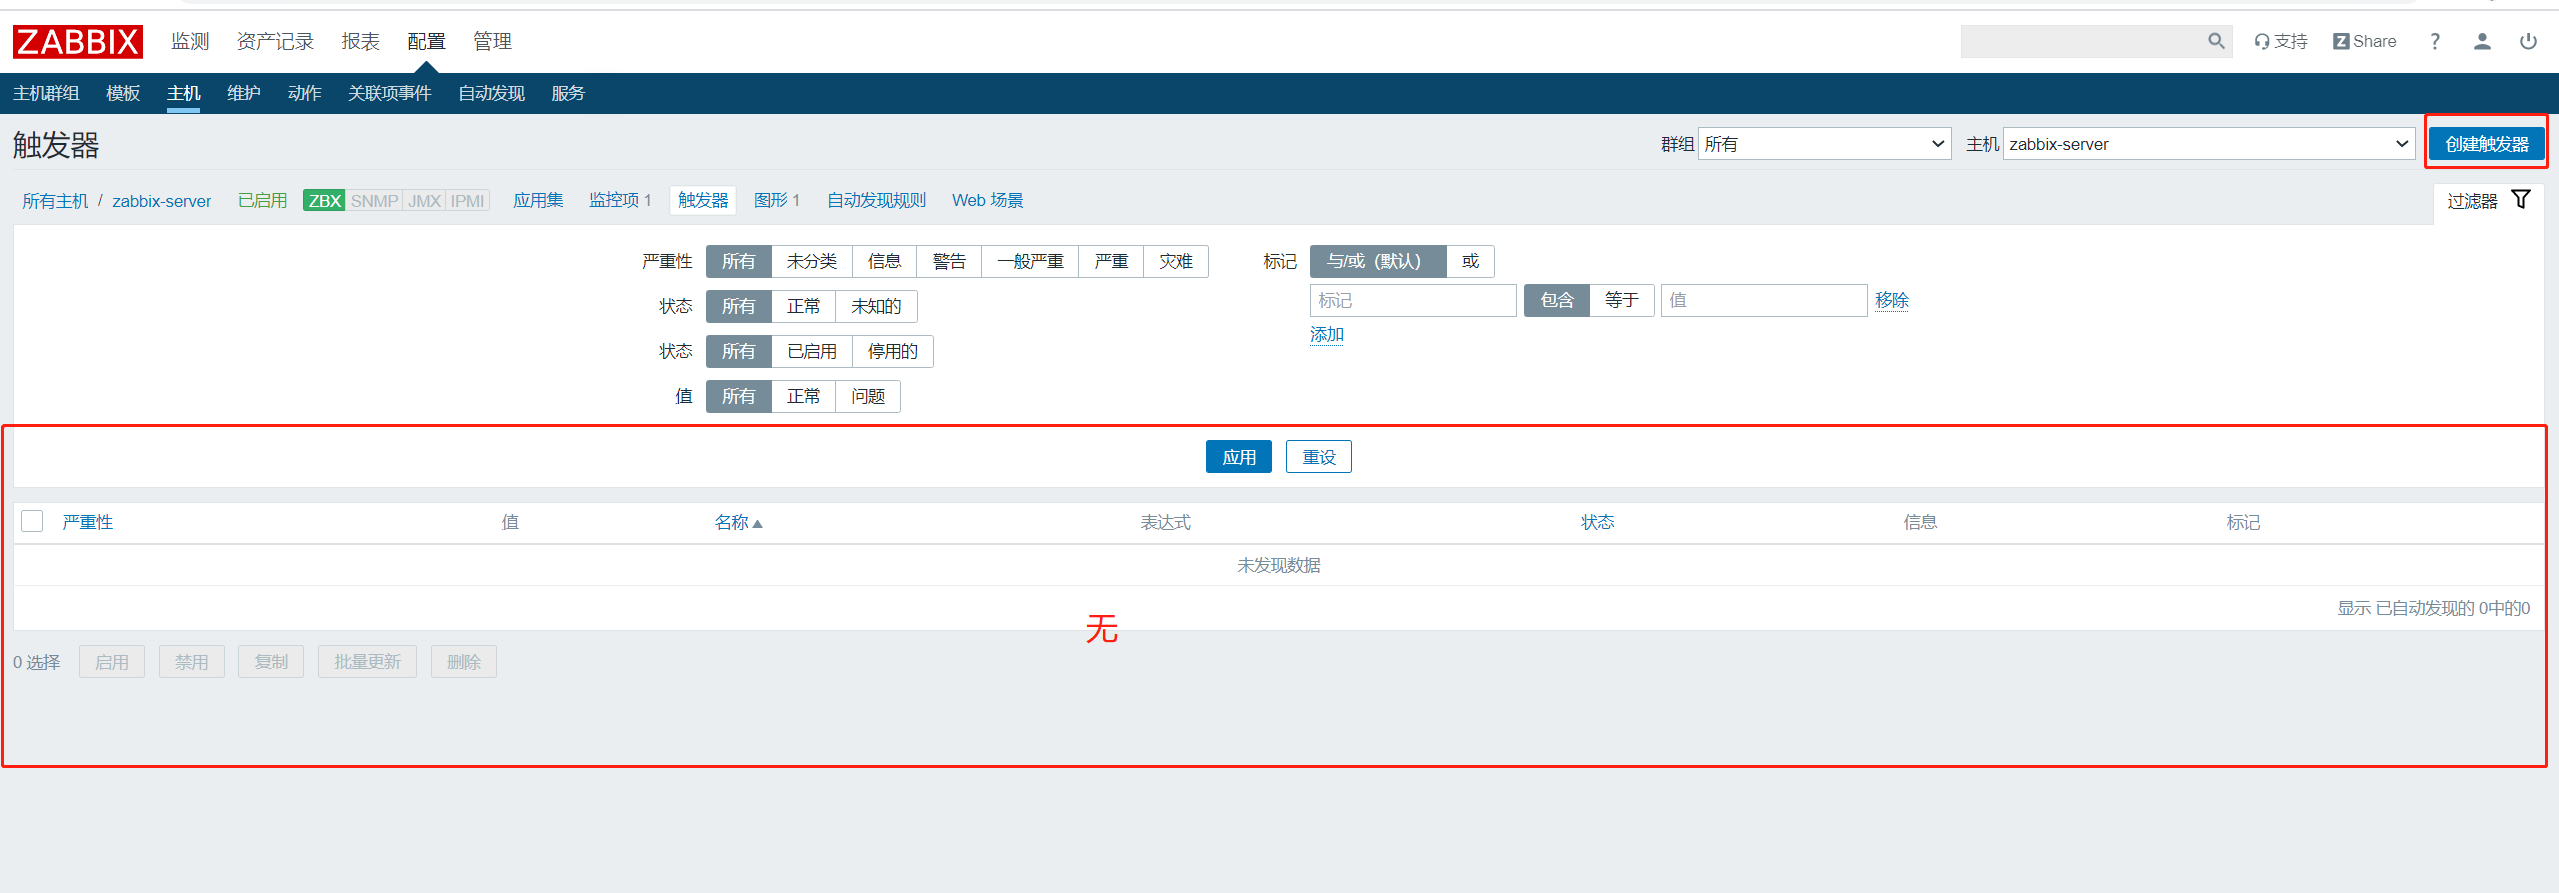 ZABBIX 监测 资产记录 报表 配置 管理 支持 Z Share ?
主机群组 模板 主机 维护 动作 关联项事件 自动发现 服务
触发器 群组 所有 主机 zabbix-server 创建触发器
所有主机 / zabbix-server 已启用 ZBX SNMP JMX IPMI 应用集 监控项 1 触发器 图形 1 自动发现规则 Web 场景 过滤器
严重性 所有 未分类 信息 警告 一般严重 严重 灾难 标记 与/或（默认） 或
状态 所有 正常 未知的 标记 包含 等于 值 移除
添加
状态 所有 已启用 停用的
值 所有 正常 问题
应用 重设
严重性 值 名称 表达式 状态 信息 标记
未发现数据
显示 已自动发现的 0中的0
无
0 选择 启用 禁用 复制 批量更新 删除